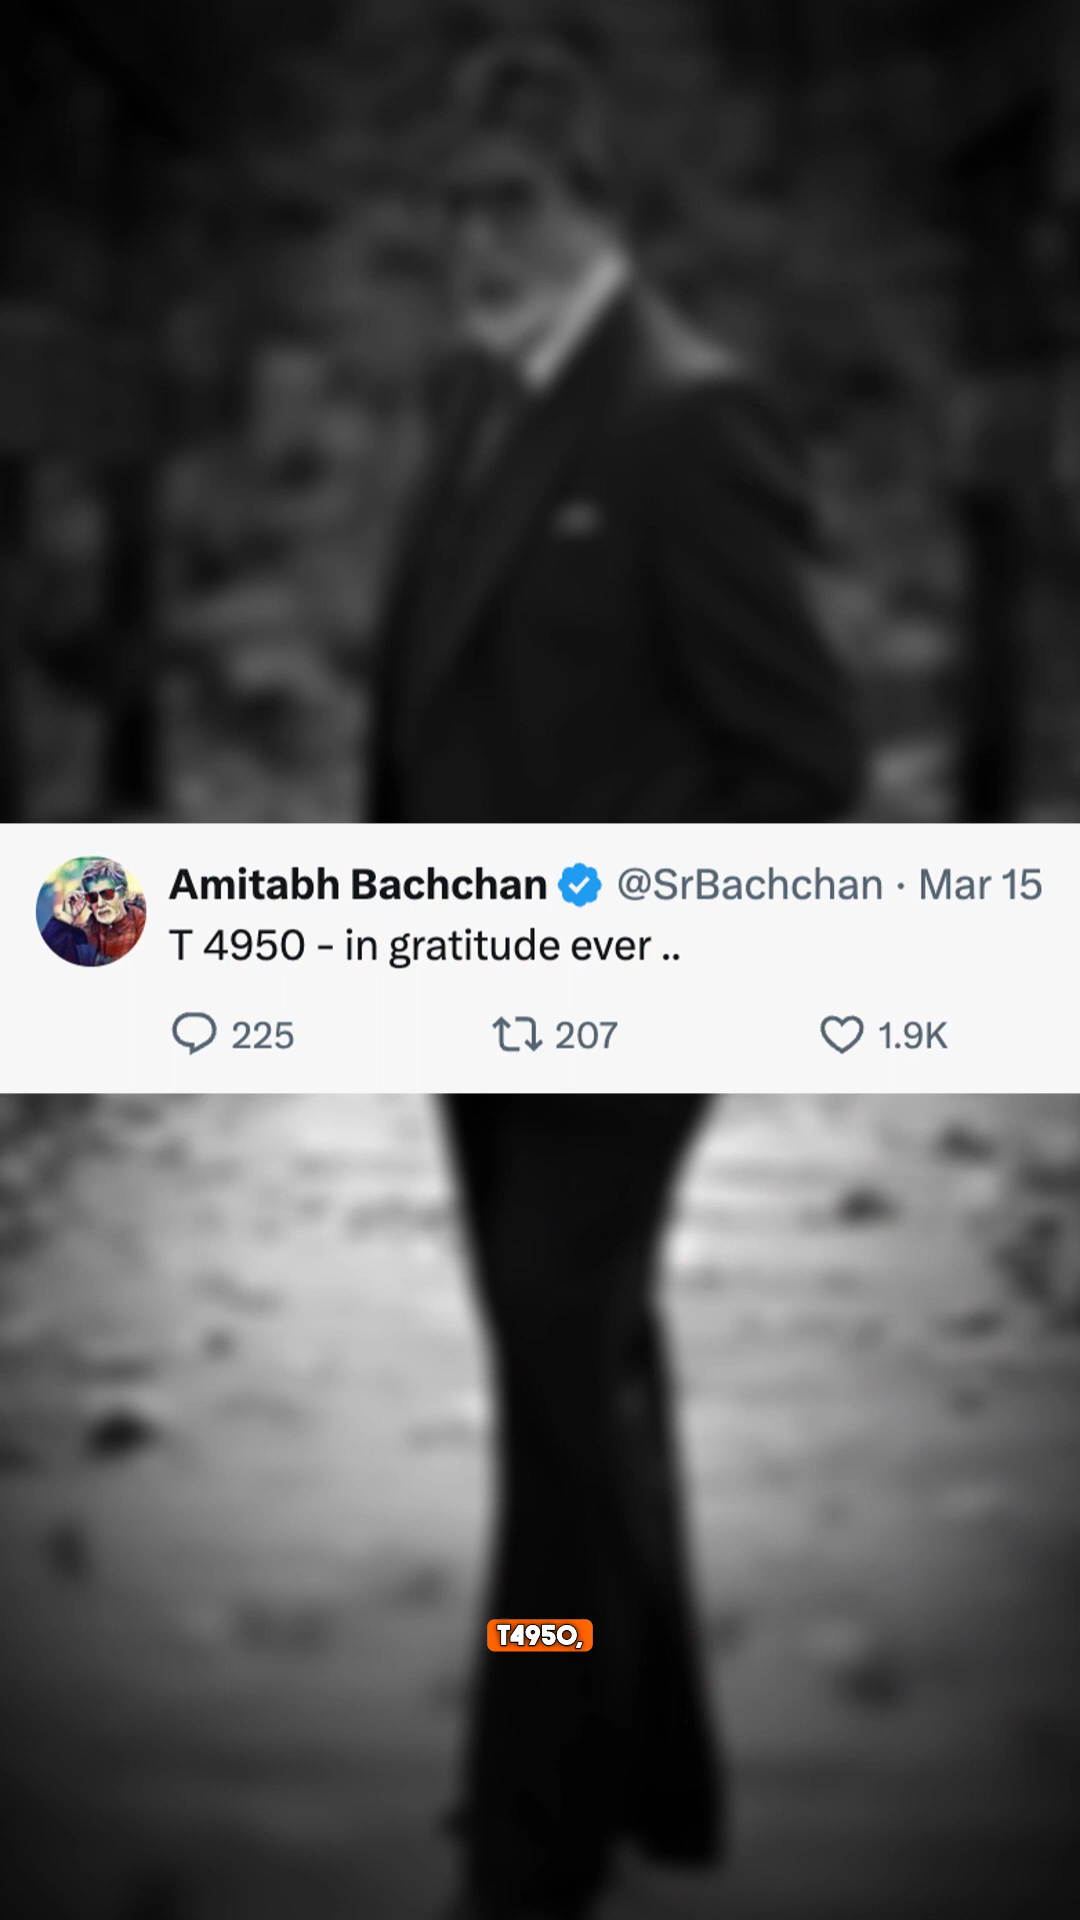 Amitabh Bachchan @SrBachchan · Mar 15
T 4950 - in gratitude ever ..
225 207 1.9K
T4950,